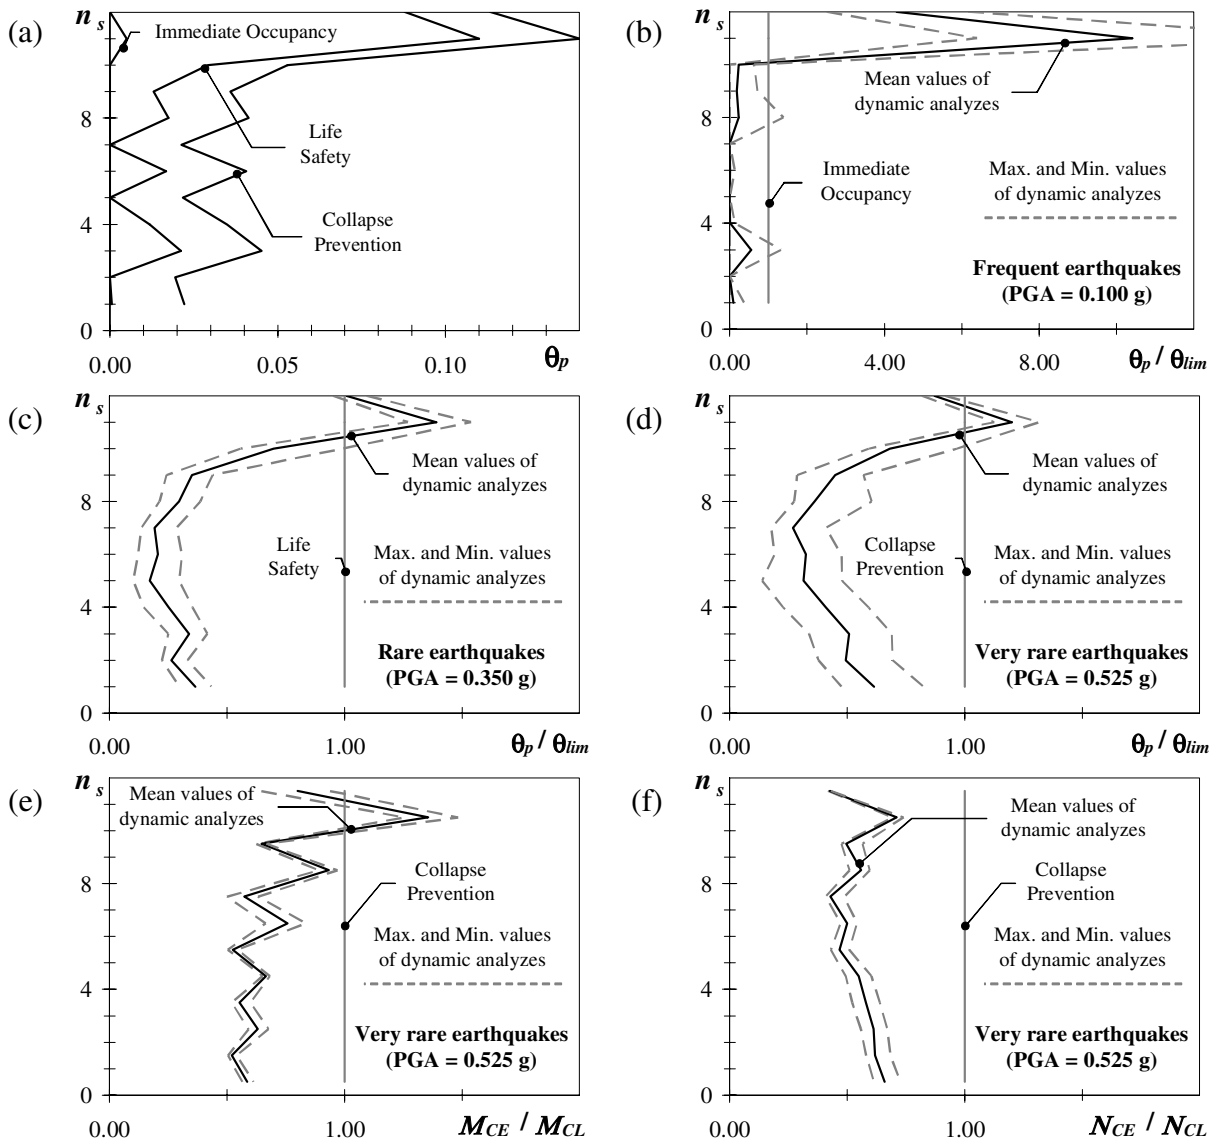 (a)
n s
Immediate Occupancy
Life
Safety
Collapse
Prevention
8
4
0
0.00
0.05
0.10
θp
(b)
n s
Mean values of
dynamic analyzes
Immediate
Occupancy
Max. and Min. values
of dynamic analyzes
Frequent earthquakes
(PGA = 0.100 g)
8
4
0
0.00
4.00
8.00
θp / θlim
(c)
n s
Mean values of
dynamic analyzes
Life
Safety
Max. and Min. values
of dynamic analyzes
Rare earthquakes
(PGA = 0.350 g)
8
4
0
0.00
1.00
θp / θlim
(d)
n s
Mean values of
dynamic analyzes
Collapse
Prevention
Max. and Min. values
of dynamic analyzes
Very rare earthquakes
(PGA = 0.525 g)
8
4
0
0.00
1.00
θp / θlim
(e)
n s
Mean values of
dynamic analyzes
Collapse
Prevention
Max. and Min. values
of dynamic analyzes
Very rare earthquakes
(PGA = 0.525 g)
8
4
0
0.00
1.00
MCE / MCL
(f)
n s
Mean values of
dynamic analyzes
Collapse
Prevention
Max. and Min. values
of dynamic analyzes
Very rare earthquakes
(PGA = 0.525 g)
8
4
0
0.00
1.00
NCE / NCL